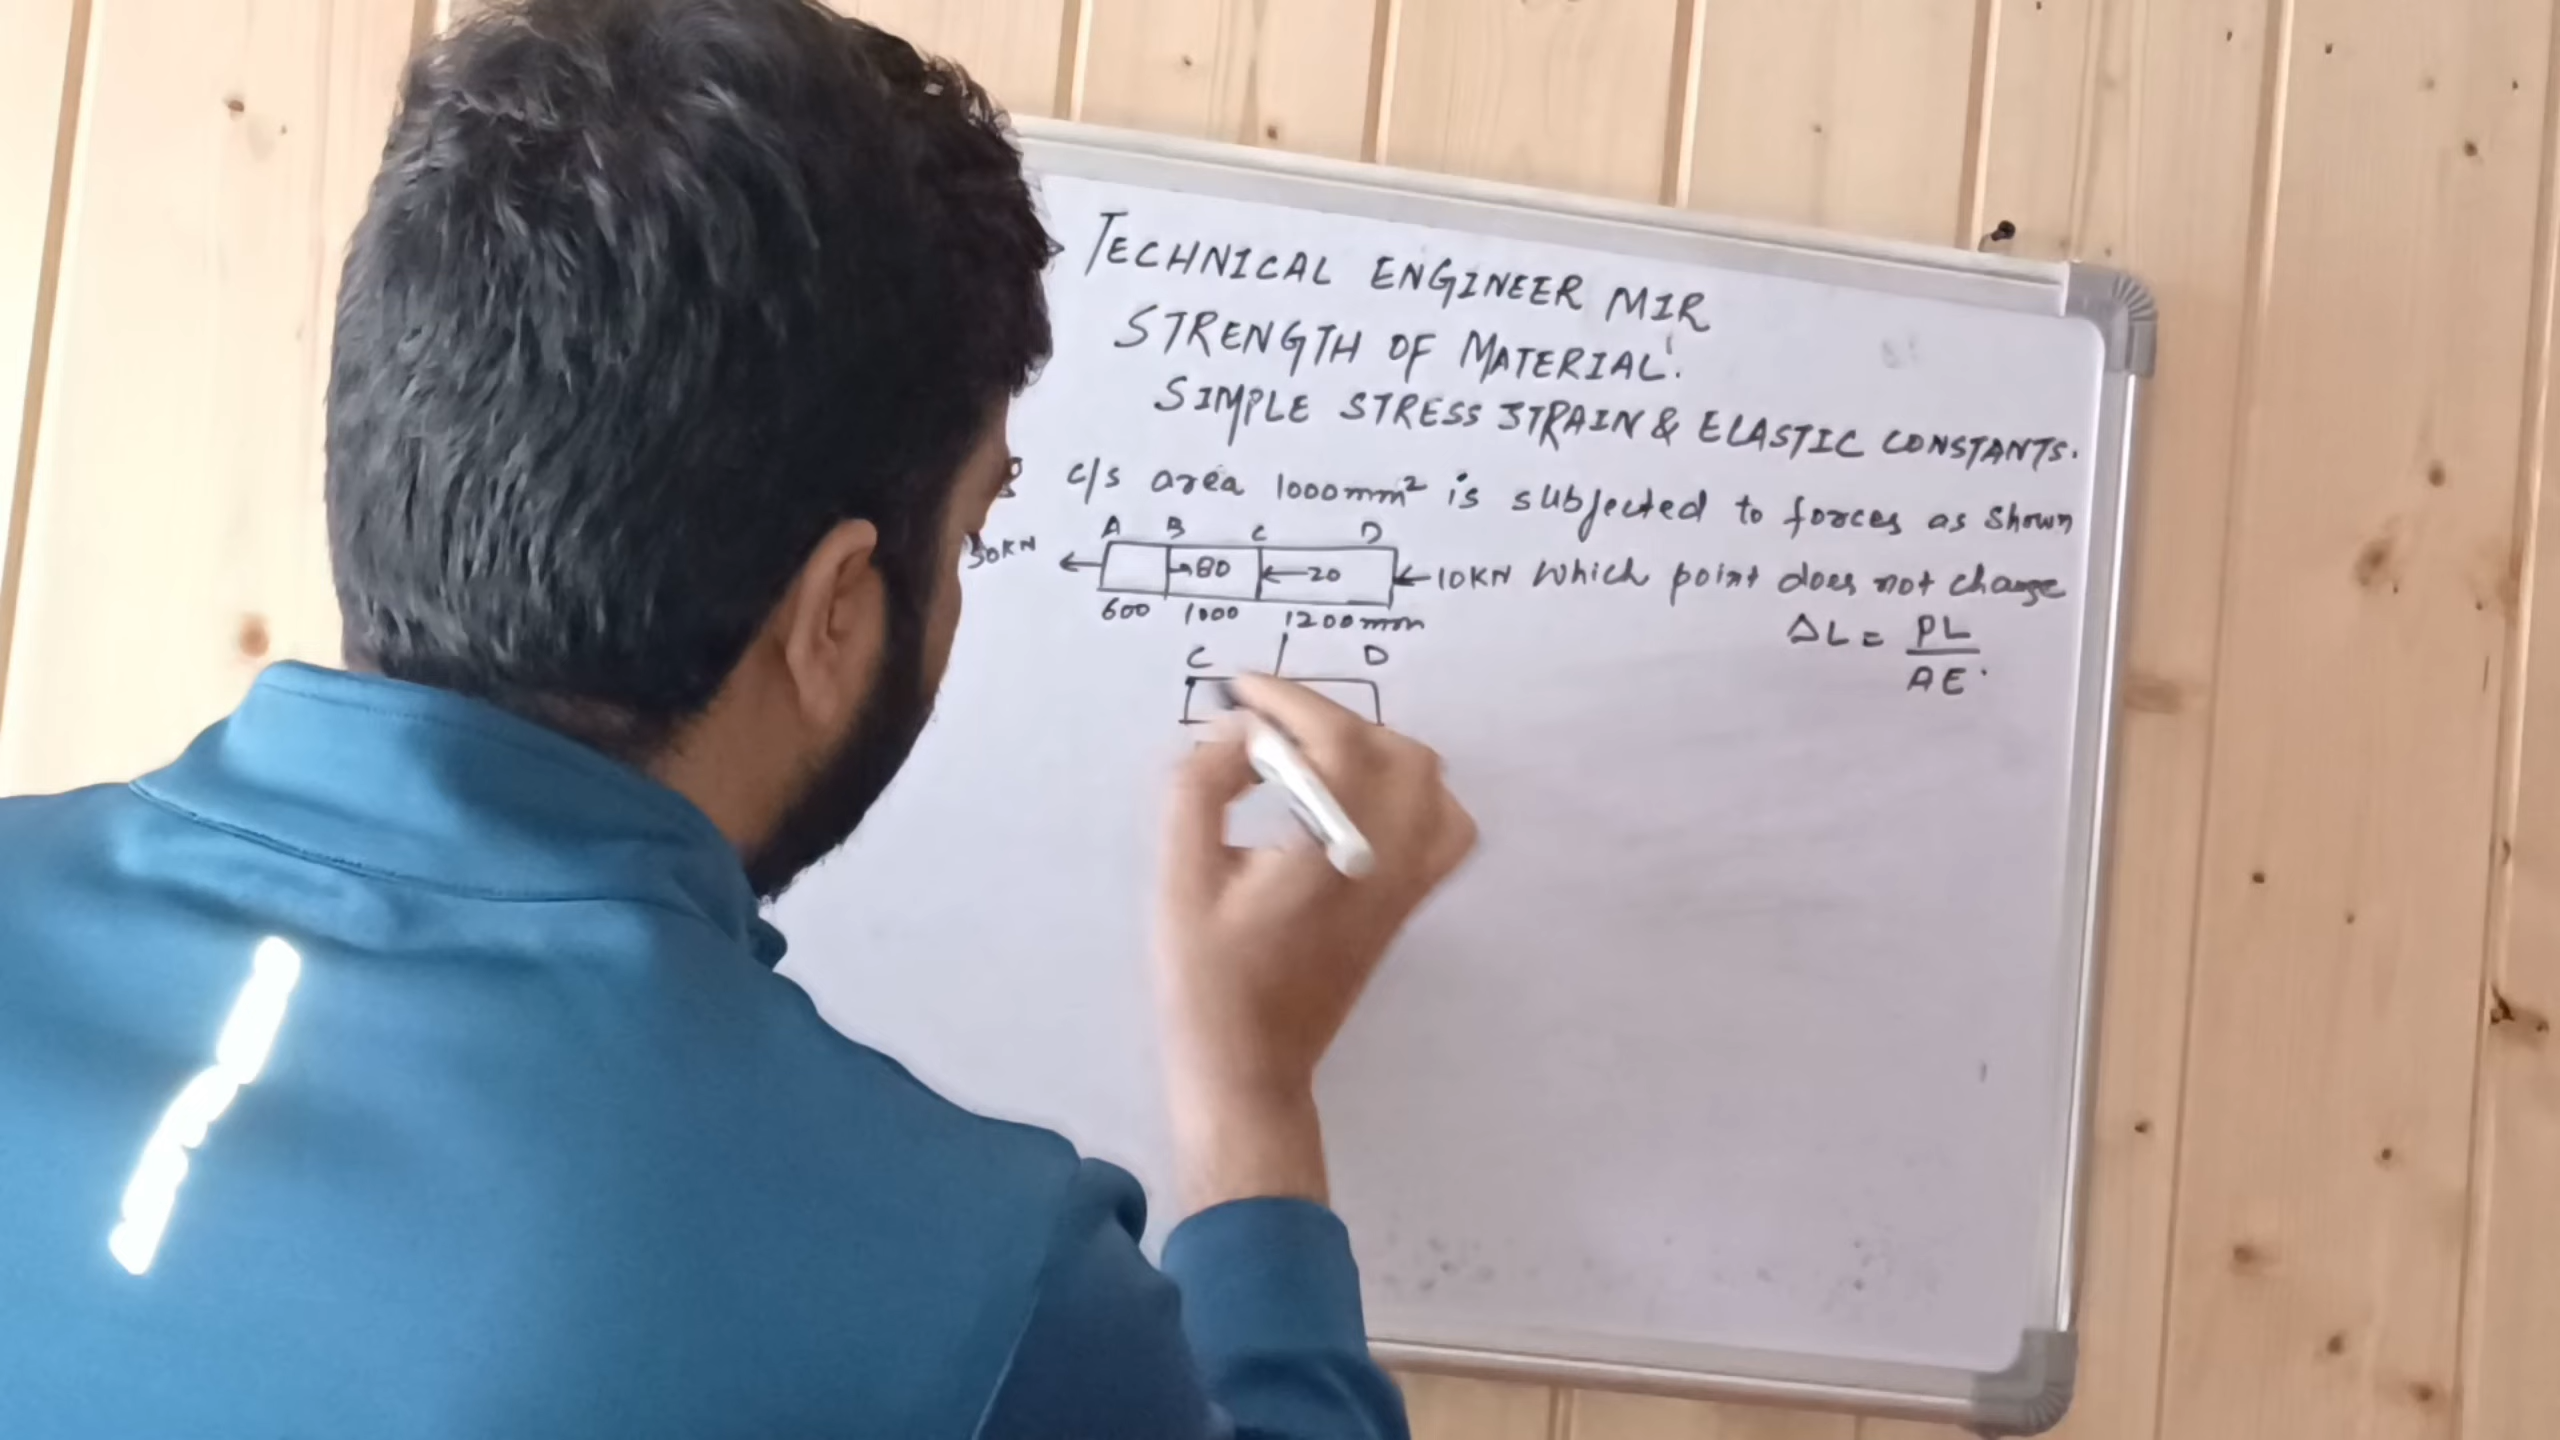 TECHNICAL ENGINEER MIR
STRENGTH OF MATERIAL.
SIMPLE STRESS STRAIN & ELASTIC CONSTANTS.
c/s area 1000mm² is subjected to forces as shown
A B C D
50KN 80 20 10KN which point does not change
600 1000 1200mm
ΔL = PL/AE.
C D